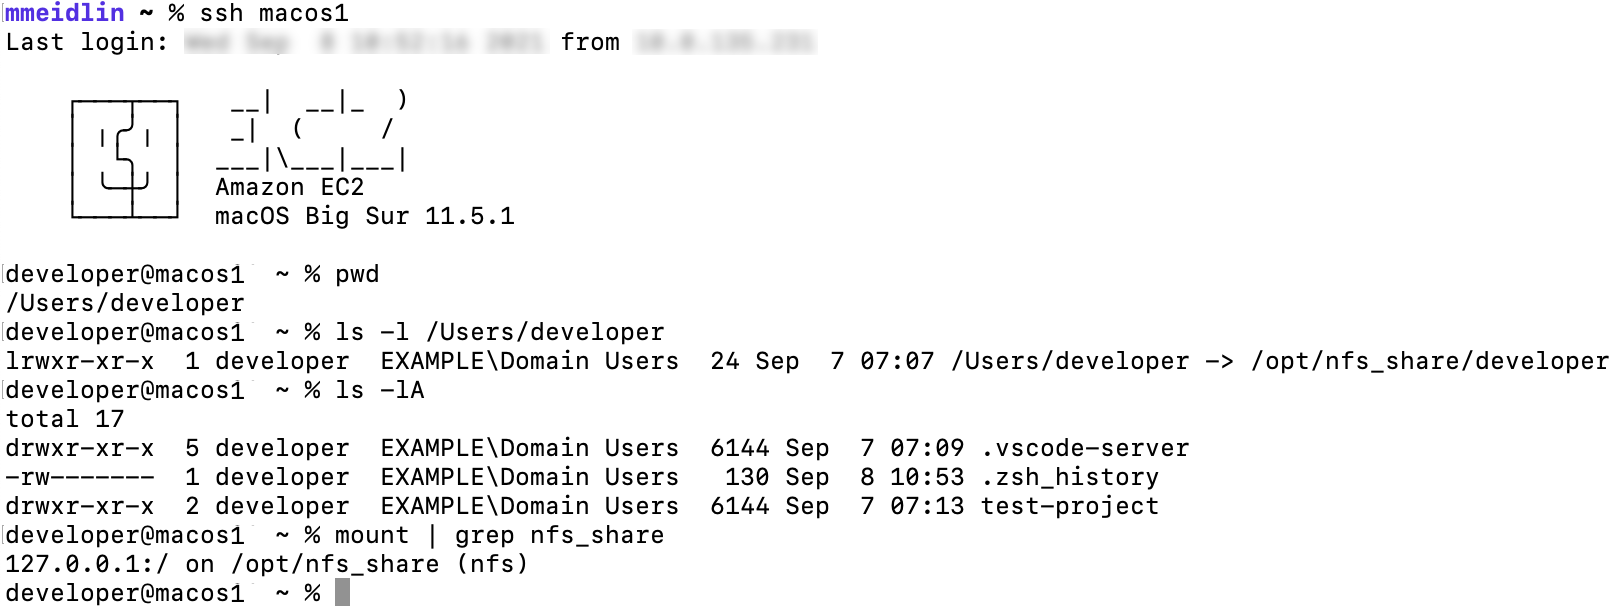 mmeidlin ~ % ssh macos1
Last login: from
__|  __|_  )
_|  (     /
___|\___|___|
Amazon EC2
macOS Big Sur 11.5.1
developer@macos1 ~ % pwd
/Users/developer
developer@macos1 ~ % ls -l /Users/developer
lrwxr-xr-x  1 developer  EXAMPLE\Domain Users  24 Sep  7 07:07 /Users/developer -> /opt/nfs_share/developer
developer@macos1 ~ % ls -lA
total 17
drwxr-xr-x  5 developer  EXAMPLE\Domain Users  6144 Sep  7 07:09 .vscode-server
-rw-------  1 developer  EXAMPLE\Domain Users   130 Sep  8 10:53 .zsh_history
drwxr-xr-x  2 developer  EXAMPLE\Domain Users  6144 Sep  7 07:13 test-project
developer@macos1 ~ % mount | grep nfs_share
127.0.0.1:/ on /opt/nfs_share (nfs)
developer@macos1 ~ %